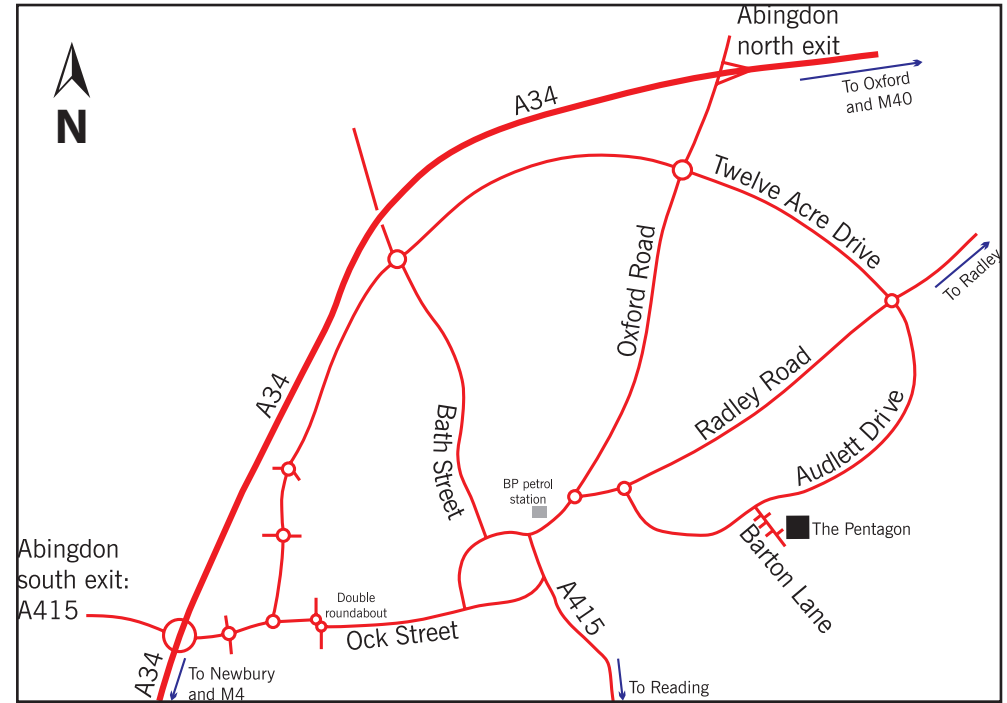 Abingdon
north exit
To Oxford
and M40
N
A34
Twelve Acre Drive
To Radley
Oxford Road
A34
Radley Road
Audlett Drive
Bath Street
BP petrol
station
The Pentagon
Barton Lane
Abingdon
south exit:
A415
Double
roundabout
Ock Street
A415
A34
To Newbury
and M4
To Reading